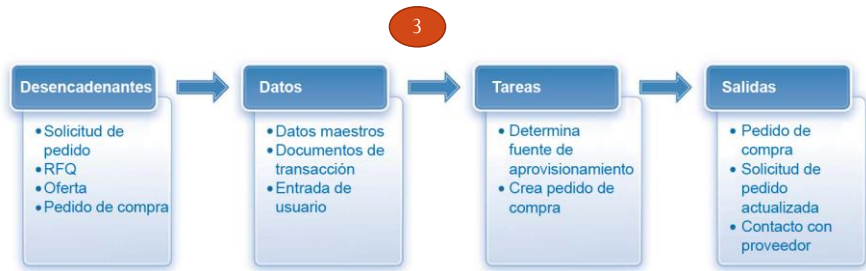 3
Desencadenantes
• Solicitud de
pedido
• RFQ
• Oferta
• Pedido de compra
Datos
• Datos maestros
• Documentos de
transacción
• Entrada de
usuario
Tareas
• Determina
fuente de
aprovisionamiento
• Crea pedido de
compra
Salidas
• Pedido de
compra
• Solicitud de
pedido
actualizada
• Contacto con
proveedor